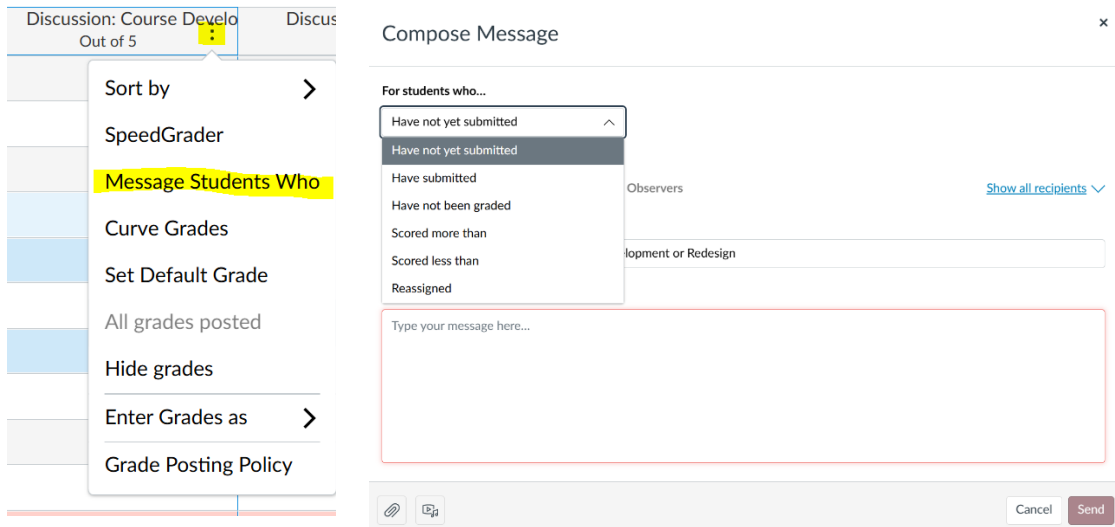 Discussion: Course Develo
Discus
Out of 5
Sort by
SpeedGrader
Message Students Who
Curve Grades
Set Default Grade
All grades posted
Hide grades
Enter Grades as
Grade Posting Policy
Compose Message
For students who...
Have not yet submitted
Have not yet submitted
Have submitted
Have not been graded
Scored more than
Scored less than
Reassigned
Observers
Show all recipients
lopment or Redesign
Type your message here...
Cancel
Send